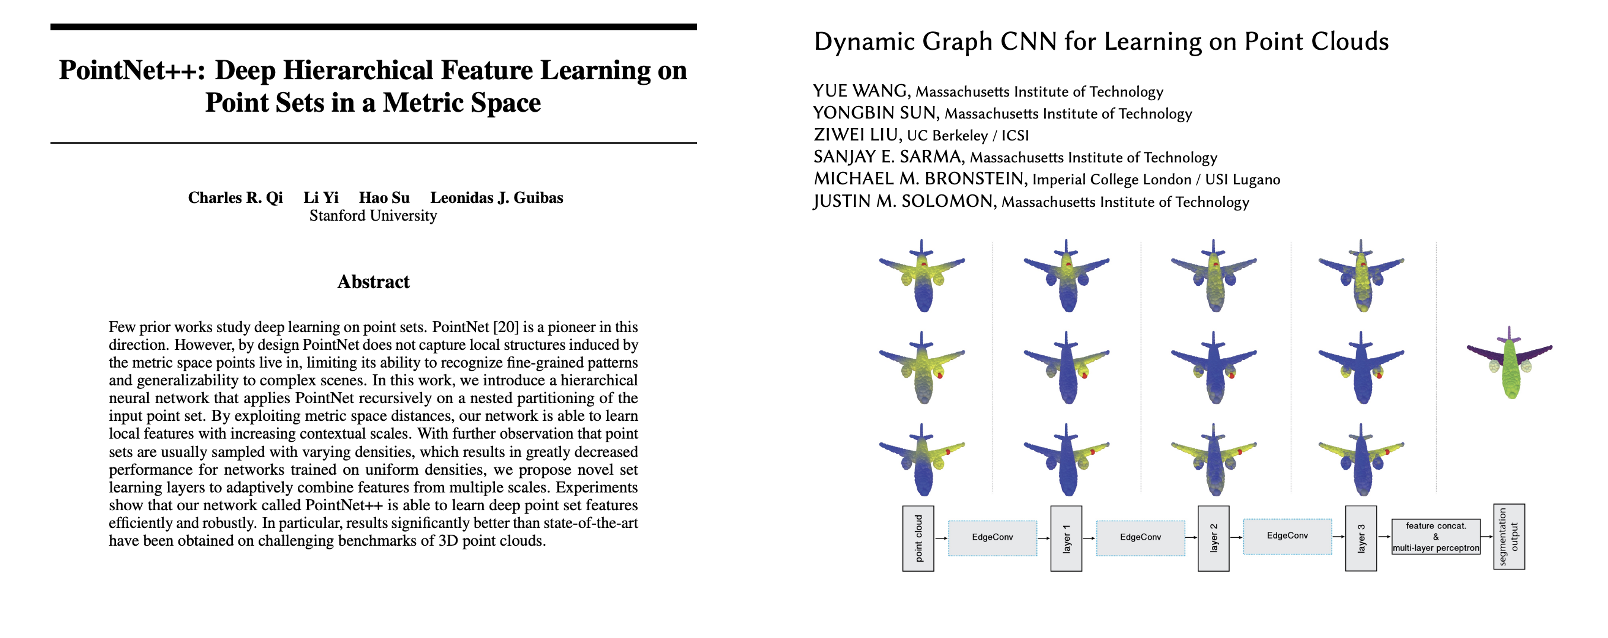 PointNet++: Deep Hierarchical Feature Learning on
Point Sets in a Metric Space
Charles R. Qi Li Yi Hao Su Leonidas J. Guibas
Stanford University
Abstract
Few prior works study deep learning on point sets. PointNet [20] is a pioneer in this
direction. However, by design PointNet does not capture local structures induced by
the metric space points live in, limiting its ability to recognize fine-grained patterns
and generalizability to complex scenes. In this work, we introduce a hierarchical
neural network that applies PointNet recursively on a nested partitioning of the
input point set. By exploiting metric space distances, our network is able to learn
local features with increasing contextual scales. With further observation that point
sets are usually sampled with varying densities, which results in greatly decreased
performance for networks trained on uniform densities, we propose novel set
learning layers to adaptively combine features from multiple scales. Experiments
show that our network called PointNet++ is able to learn deep point set features
efficiently and robustly. In particular, results significantly better than state-of-the-art
have been obtained on challenging benchmarks of 3D point clouds.
Dynamic Graph CNN for Learning on Point Clouds
YUE WANG, Massachusetts Institute of Technology
YONGBIN SUN, Massachusetts Institute of Technology
ZIWEI LIU, UC Berkeley / ICSI
SANJAY E. SARMA, Massachusetts Institute of Technology
MICHAEL M. BRONSTEIN, Imperial College London / USI Lugano
JUSTIN M. SOLOMON, Massachusetts Institute of Technology
point cloud
EdgeConv
layer 1
EdgeConv
layer 2
EdgeConv
layer 3
feature concat.
&
multi-layer perceptron
segmentation
output